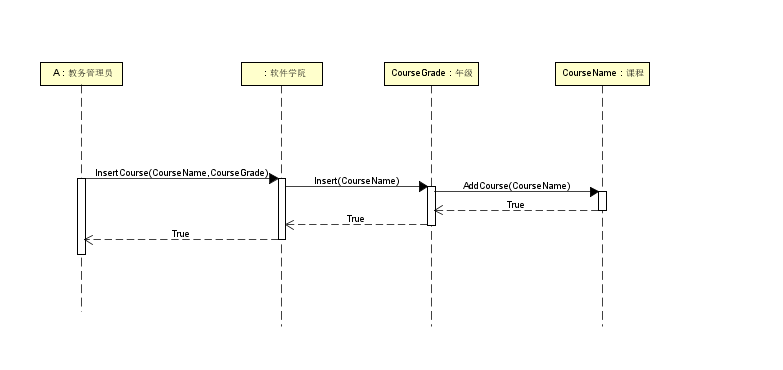 A：教务管理员
：软件学院
CourseGrade：年级
CourseName：课程
InsertCourse(CourseName,CourseGrade)
Insert(CourseName)
AddCourse(CourseName)
True
True
True